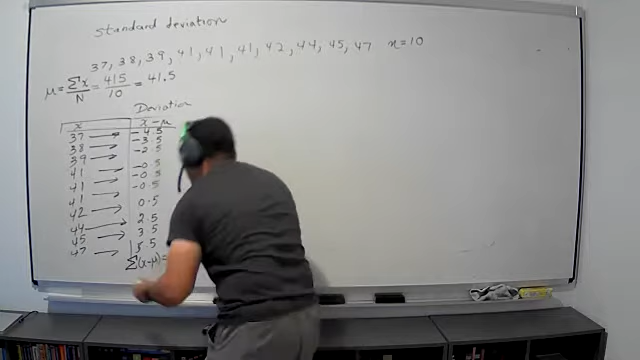 standard deviation
37, 38, 39, 41, 41, 41, 42, 44, 45, 47 n=10
μ = Σx / N = 415 / 10 = 41.5
Deviation
x x-μ
37 → -4.5
38 → -3.5
39 → -2.5
41 → -0.5
41 → -0.5
41 → -0.5
42 → 0.5
44 → 2.5
45 → 3.5
47 → 5.5
Σ(x-μ)=